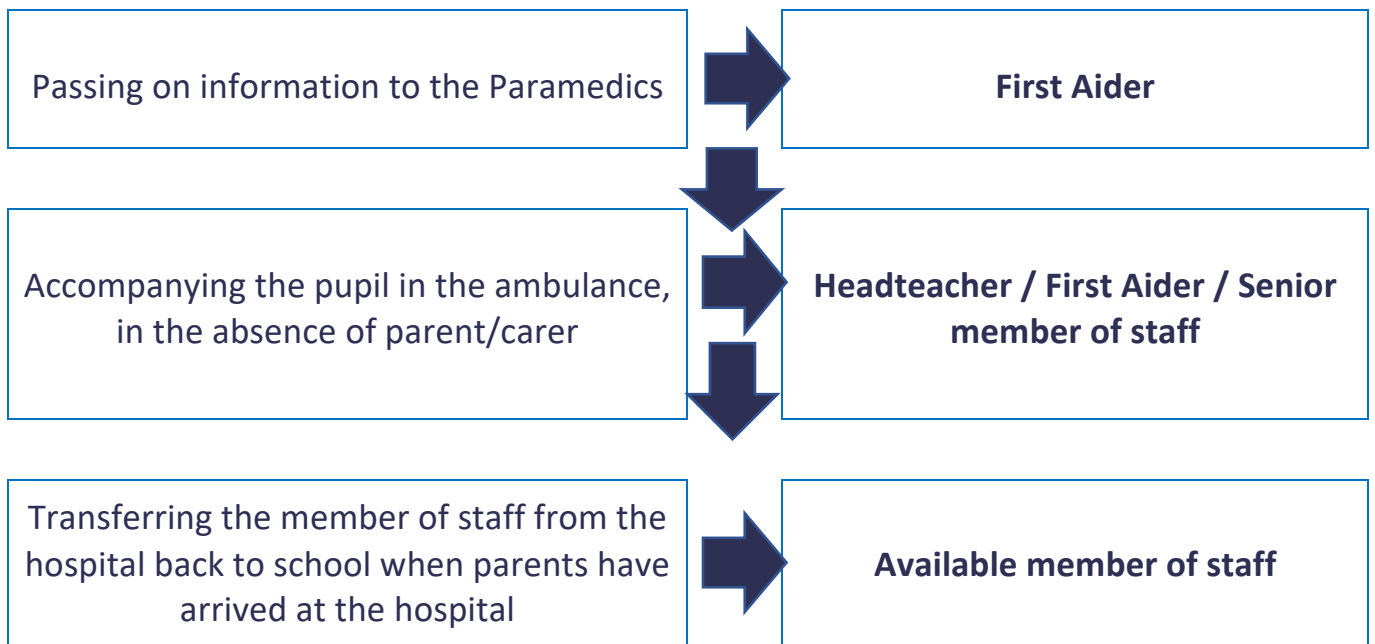 Passing on information to the Paramedics
First Aider
Accompanying the pupil in the ambulance,
in the absence of parent/carer
Headteacher / First Aider / Senior
member of staff
Transferring the member of staff from the
hospital back to school when parents have
arrived at the hospital
Available member of staff